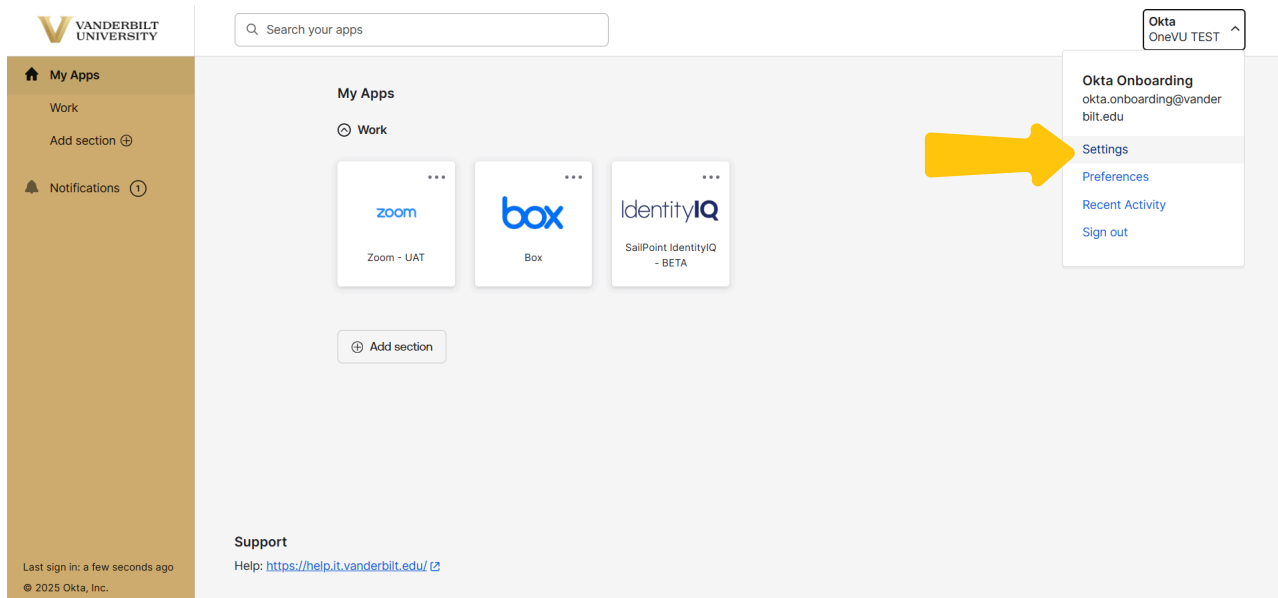 VANDERBILT
UNIVERSITY
Search your apps
Okta
OneVU TEST
My Apps
Work
Add section
Notifications 1
Last sign in: a few seconds ago
© 2025 Okta, Inc.
My Apps
Work
zoom
Zoom - UAT
box
Box
IdentityIQ
SailPoint IdentityIQ
- BETA
Add section
Support
Help: https://help.it.vanderbilt.edu/
Okta Onboarding
okta.onboarding@vander
bilt.edu
Settings
Preferences
Recent Activity
Sign out